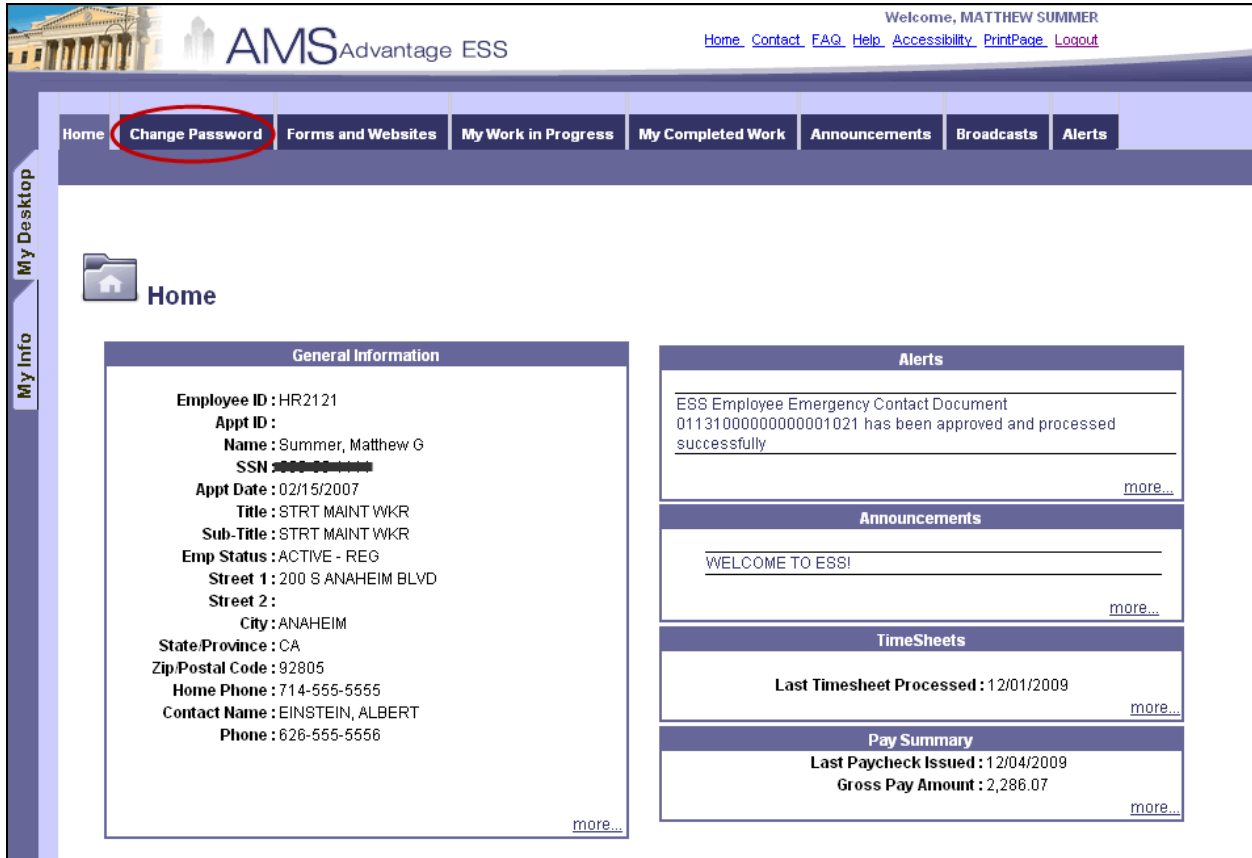 AMSAdvantage ESS
Welcome, MATTHEW SUMMER
Home Contact FAQ Help Accessibility PrintPage Logout
Home Change Password Forms and Websites My Work in Progress My Completed Work Announcements Broadcasts Alerts
My Desktop
My Info
Home
General Information
Employee ID : HR2121
Appt ID :
Name : Summer, Matthew G
SSN :
Appt Date : 02/15/2007
Title : STRT MAINT WKR
Sub-Title : STRT MAINT WKR
Emp Status : ACTIVE - REG
Street 1 : 200 S ANAHEIM BLVD
Street 2 :
City : ANAHEIM
State/Province : CA
Zip/Postal Code : 92805
Home Phone : 714-555-5555
Contact Name : EINSTEIN, ALBERT
Phone : 626-555-5556
more...
Alerts
ESS Employee Emergency Contact Document
01131000000000001021 has been approved and processed
successfully
more...
Announcements
WELCOME TO ESS!
more...
TimeSheets
Last Timesheet Processed : 12/01/2009
more...
Pay Summary
Last Paycheck Issued : 12/04/2009
Gross Pay Amount : 2,286.07
more...